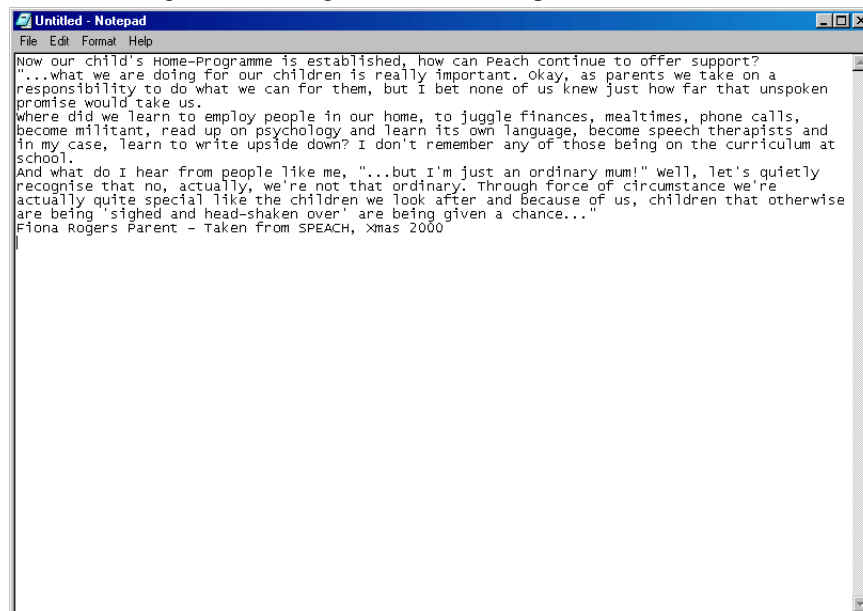 Untitled - Notepad
File Edit Format Help
Now our child's Home-Programme is established, how can Peach continue to offer support?
"...what we are doing for our children is really important. Okay, as parents we take on a
responsibility to do what we can for them, but I bet none of us knew just how far that unspoken
promise would take us.
Where did we learn to employ people in our home, to juggle finances, mealtimes, phone calls,
become militant, read up on psychology and learn its own language, become speech therapists and
in my case, learn to write upside down? I don't remember any of those being on the curriculum at
school.
And what do I hear from people like me, "...but I'm just an ordinary mum!" Well, let's quietly
recognise that no, actually, we're not that ordinary. Through force of circumstance we're
actually quite special like the children we look after and because of us, children that otherwise
are being 'sighed and head-shaken over' are being given a chance..."
Fiona Rogers Parent - Taken from SPEACH, Xmas 2000